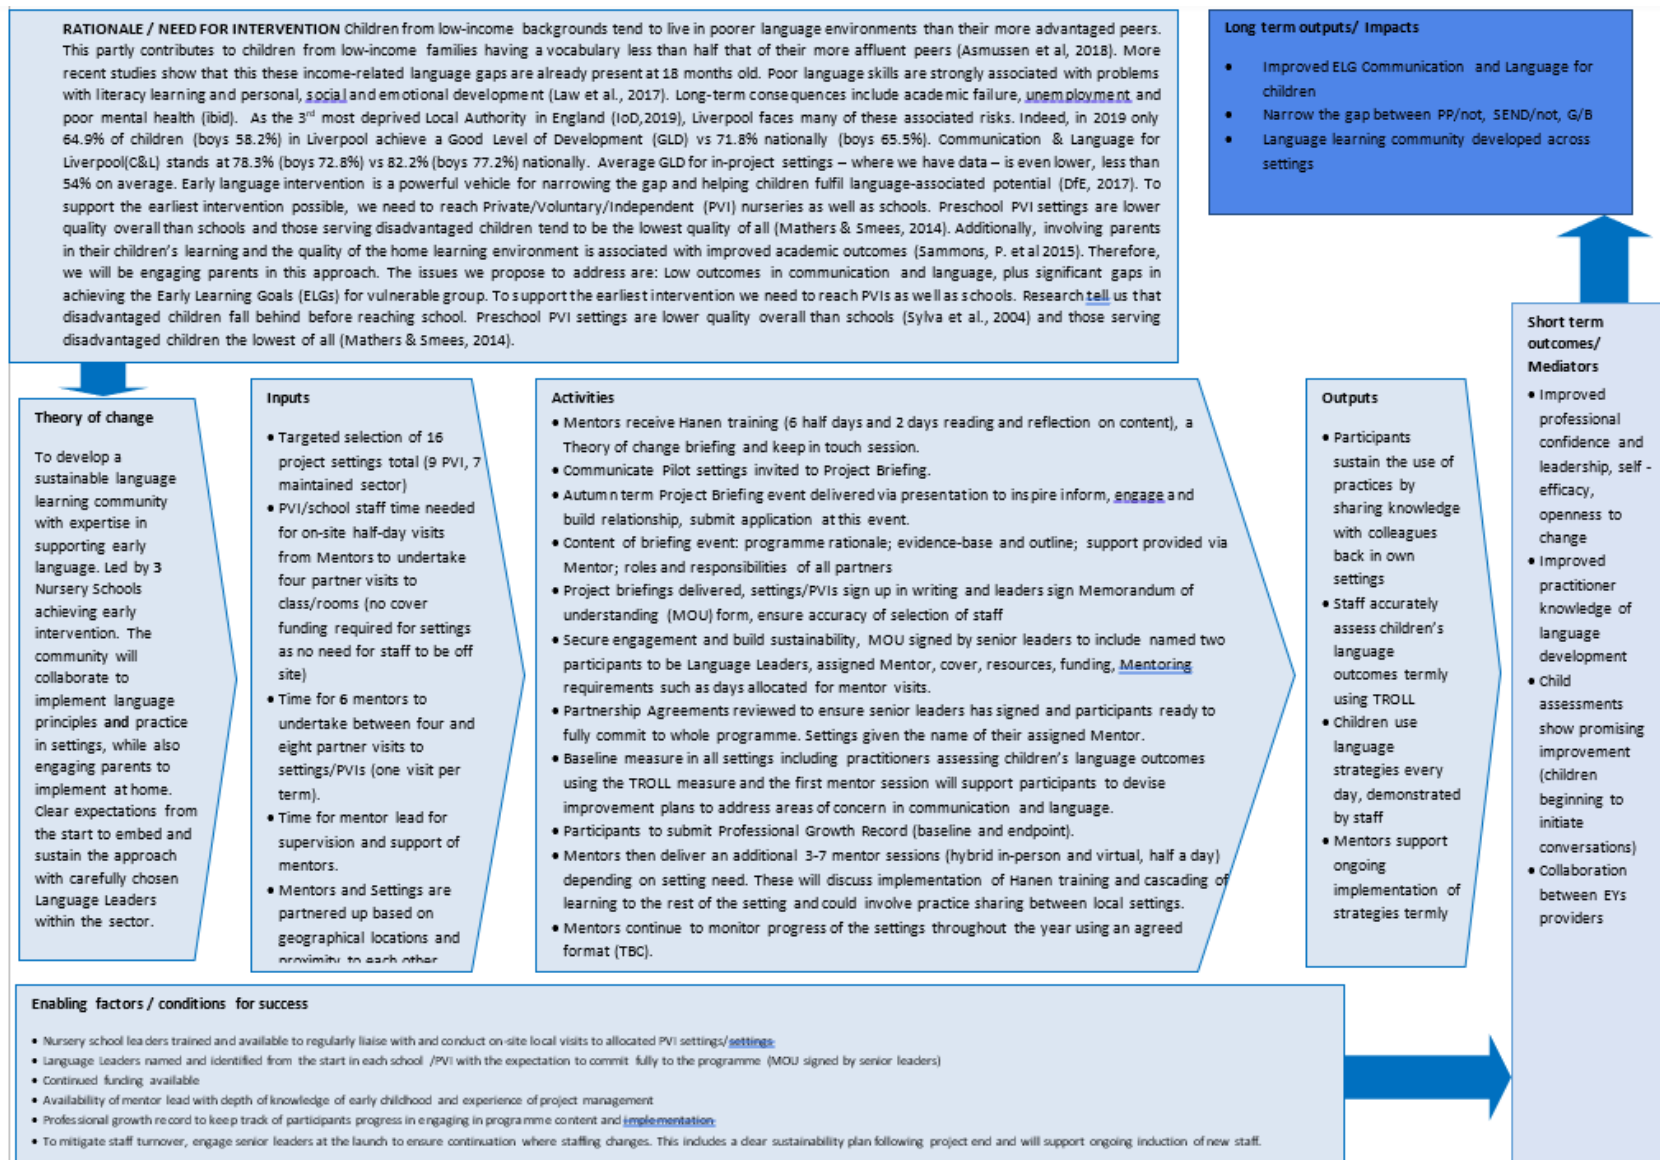 RATIONALE / NEED FOR INTERVENTION Children from low-income backgrounds tend to live in poorer language environments than their more advantaged peers.
This partly contributes to children from low-income families having a vocabulary less than half that of their more affluent peers (Asmussen et al, 2018). More
recent studies show that this these income-related language gaps are already present at 18 months old. Poor language skills are strongly associated with problems
with literacy learning and personal, social and emotional development (Law et al., 2017). Long-term consequences include academic failure, unemployment and
poor mental health (ibid). As the 3rd most deprived Local Authority in England (IoD,2019), Liverpool faces many of these associated risks. Indeed, in 2019 only
64.9% of children (boys 58.2%) in Liverpool achieve a Good Level of Development (GLD) vs 71.8% nationally (boys 65.5%). Communication & Language for
Liverpool(C&L) stands at 78.3% (boys 72.8%) vs 82.2% (boys 77.2%) nationally. Average GLD for in-project settings – where we have data – is even lower, less than
54% on average. Early language intervention is a powerful vehicle for narrowing the gap and helping children fulfil language-associated potential (DfE, 2017). To
support the earliest intervention possible, we need to reach Private/Voluntary/Independent (PVI) nurseries as well as schools. Preschool PVI settings are lower
quality overall than schools and those serving disadvantaged children tend to be the lowest quality of all (Mathers & Smees, 2014). Additionally, involving parents
in their children's learning and the quality of the home learning environment is associated with improved academic outcomes (Sammons, P. et al 2015). Therefore,
we will be engaging parents in this approach. The issues we propose to address are: Low outcomes in communication and language, plus significant gaps in
achieving the Early Learning Goals (ELGs) for vulnerable group. To support the earliest intervention we need to reach PVIs as well as schools. Research tell us that
disadvantaged children fall behind before reaching school. Preschool PVI settings are lower quality overall than schools (Sylva et al., 2004) and those serving
disadvantaged children the lowest of all (Mathers & Smees, 2014).
Long term outputs/ Impacts
• Improved ELG Communication and Language for
children
• Narrow the gap between PP/not, SEND/not, G/B
• Language learning community developed across
settings
Theory of change
To develop a
sustainable language
learning community
with expertise in
supporting early
language. Led by 3
Nursery Schools
achieving early
intervention. The
community will
collaborate to
implement language
principles and practice
in settings, while also
engaging parents to
implement at home.
Clear expectations from
the start to embed and
sustain the approach
with carefully chosen
Language Leaders
within the sector.
Inputs
• Targeted selection of 16
project settings total (9 PVI, 7
maintained sector)
• PVI/school staff time needed
for on-site half-day visits
from Mentors to undertake
four partner visits to
class/rooms (no cover
funding required for settings
as no need for staff to be off
site)
• Time for 6 mentors to
undertake between four and
eight partner visits to
settings/PVIs (one visit per
term).
• Time for mentor lead for
supervision and support of
mentors.
• Mentors and Settings are
partnered up based on
geographical locations and
proximity to each other
Activities
• Mentors receive Hanen training (6 half days and 2 days reading and reflection on content), a
Theory of change briefing and keep in touch session.
• Communicate Pilot settings invited to Project Briefing.
• Autumn term Project Briefing event delivered via presentation to inspire inform, engage and
build relationship, submit application at this event.
• Content of briefing event: programme rationale; evidence-base and outline; support provided via
Mentor; roles and responsibilities of all partners
• Project briefings delivered, settings/PVIs sign up in writing and leaders sign Memorandum of
understanding (MOU) form, ensure accuracy of selection of staff
• Secure engagement and build sustainability, MOU signed by senior leaders to include named two
participants to be Language Leaders, assigned Mentor, cover, resources, funding, Mentoring
requirements such as days allocated for mentor visits.
• Partnership Agreements reviewed to ensure senior leaders has signed and participants ready to
fully commit to whole programme. Settings given the name of their assigned Mentor.
• Baseline measure in all settings including practitioners assessing children's language outcomes
using the TROLL measure and the first mentor session will support participants to devise
improvement plans to address areas of concern in communication and language.
• Participants to submit Professional Growth Record (baseline and endpoint).
• Mentors then deliver an additional 3-7 mentor sessions (hybrid in-person and virtual, half a day)
depending on setting need. These will discuss implementation of Hanen training and cascading of
learning to the rest of the setting and could involve practice sharing between local settings.
• Mentors continue to monitor progress of the settings throughout the year using an agreed
format (TBC).
Outputs
• Participants
sustain the use of
practices by
sharing knowledge
with colleagues
back in own
settings
• Staff accurately
assess children's
language
outcomes termly
using TROLL
• Children use
language
strategies every
day, demonstrated
by staff
• Mentors support
ongoing
implementation of
strategies termly
Short term
outcomes/
Mediators
• Improved
professional
confidence and
leadership, self -
efficacy,
openness to
change
• Improved
practitioner
knowledge of
language
development
• Child
assessments
show promising
improvement
(children
beginning to
initiate
conversations)
• Collaboration
between EYs
providers
Enabling factors / conditions for success
• Nursery school leaders trained and available to regularly liaise with and conduct on-site local visits to allocated PVI settings/settings
• Language Leaders named and identified from the start in each school /PVI with the expectation to commit fully to the programme (MOU signed by senior leaders)
• Continued funding available
• Availability of mentor lead with depth of knowledge of early childhood and experience of project management
• Professional growth record to keep track of participants progress in engaging in programme content and implementation
• To mitigate staff turnover, engage senior leaders at the launch to ensure continuation where staffing changes. This includes a clear sustainability plan following project end and will support ongoing induction of new staff.